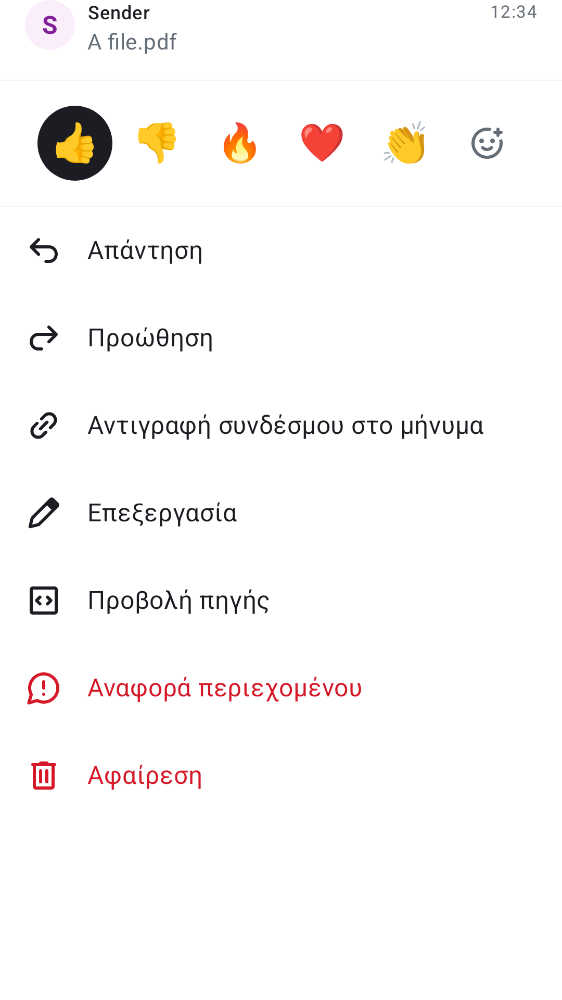 S
Sender
12:34
A file.pdf
Απάντηση
Προώθηση
Αντιγραφή συνδέσμου στο μήνυμα
Επεξεργασία
Προβολή πηγής
Αναφορά περιεχομένου
Αφαίρεση